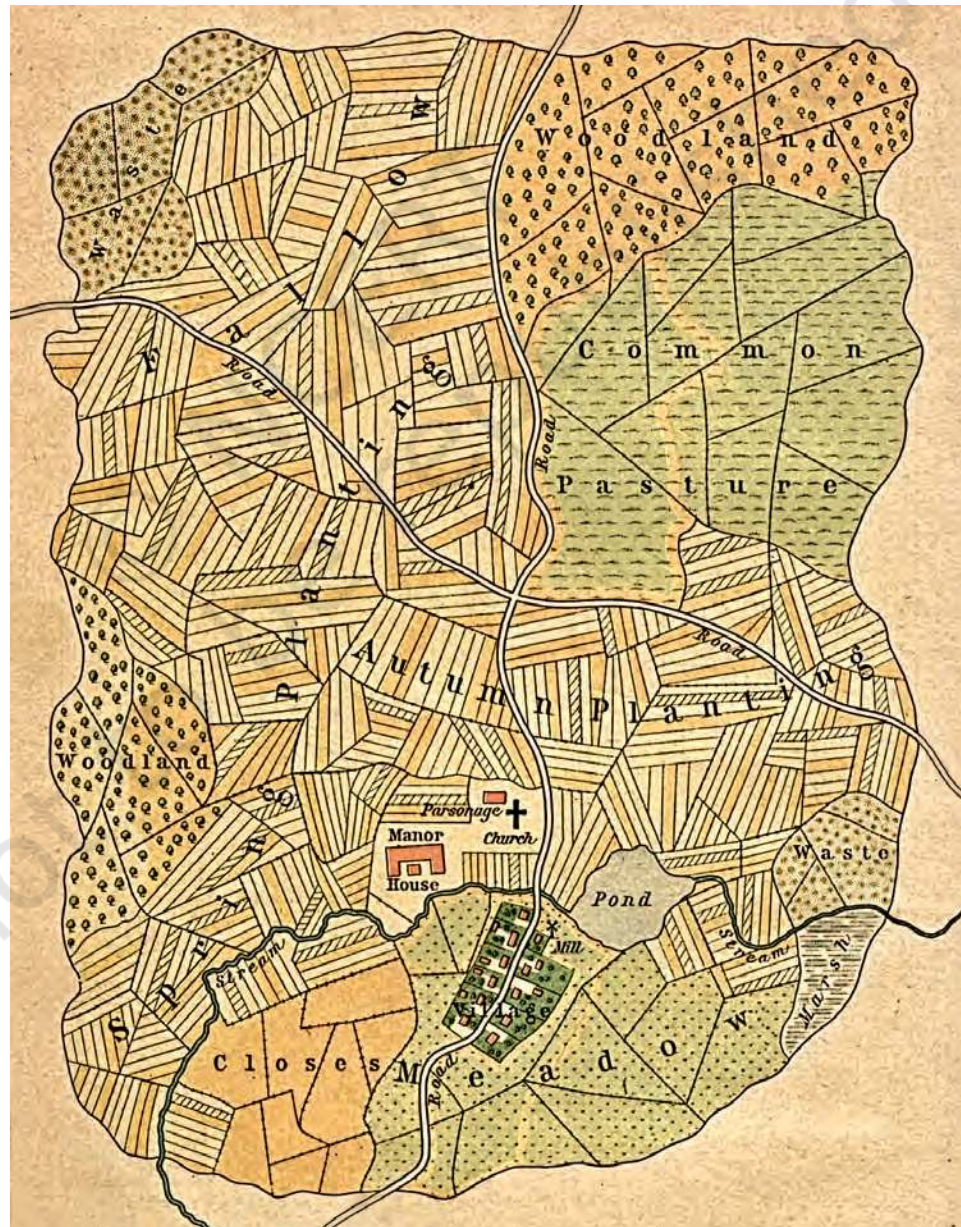 Waste
Fallow
Woodland
Common
Pasture
Road
Road
Road
Spring Planting
Autumn Planting
Woodland
Parsonage
Church
Manor
House
Waste
Pond
Mill
Stream
Stream
Marsh
Village
Closes
Meadow
Road